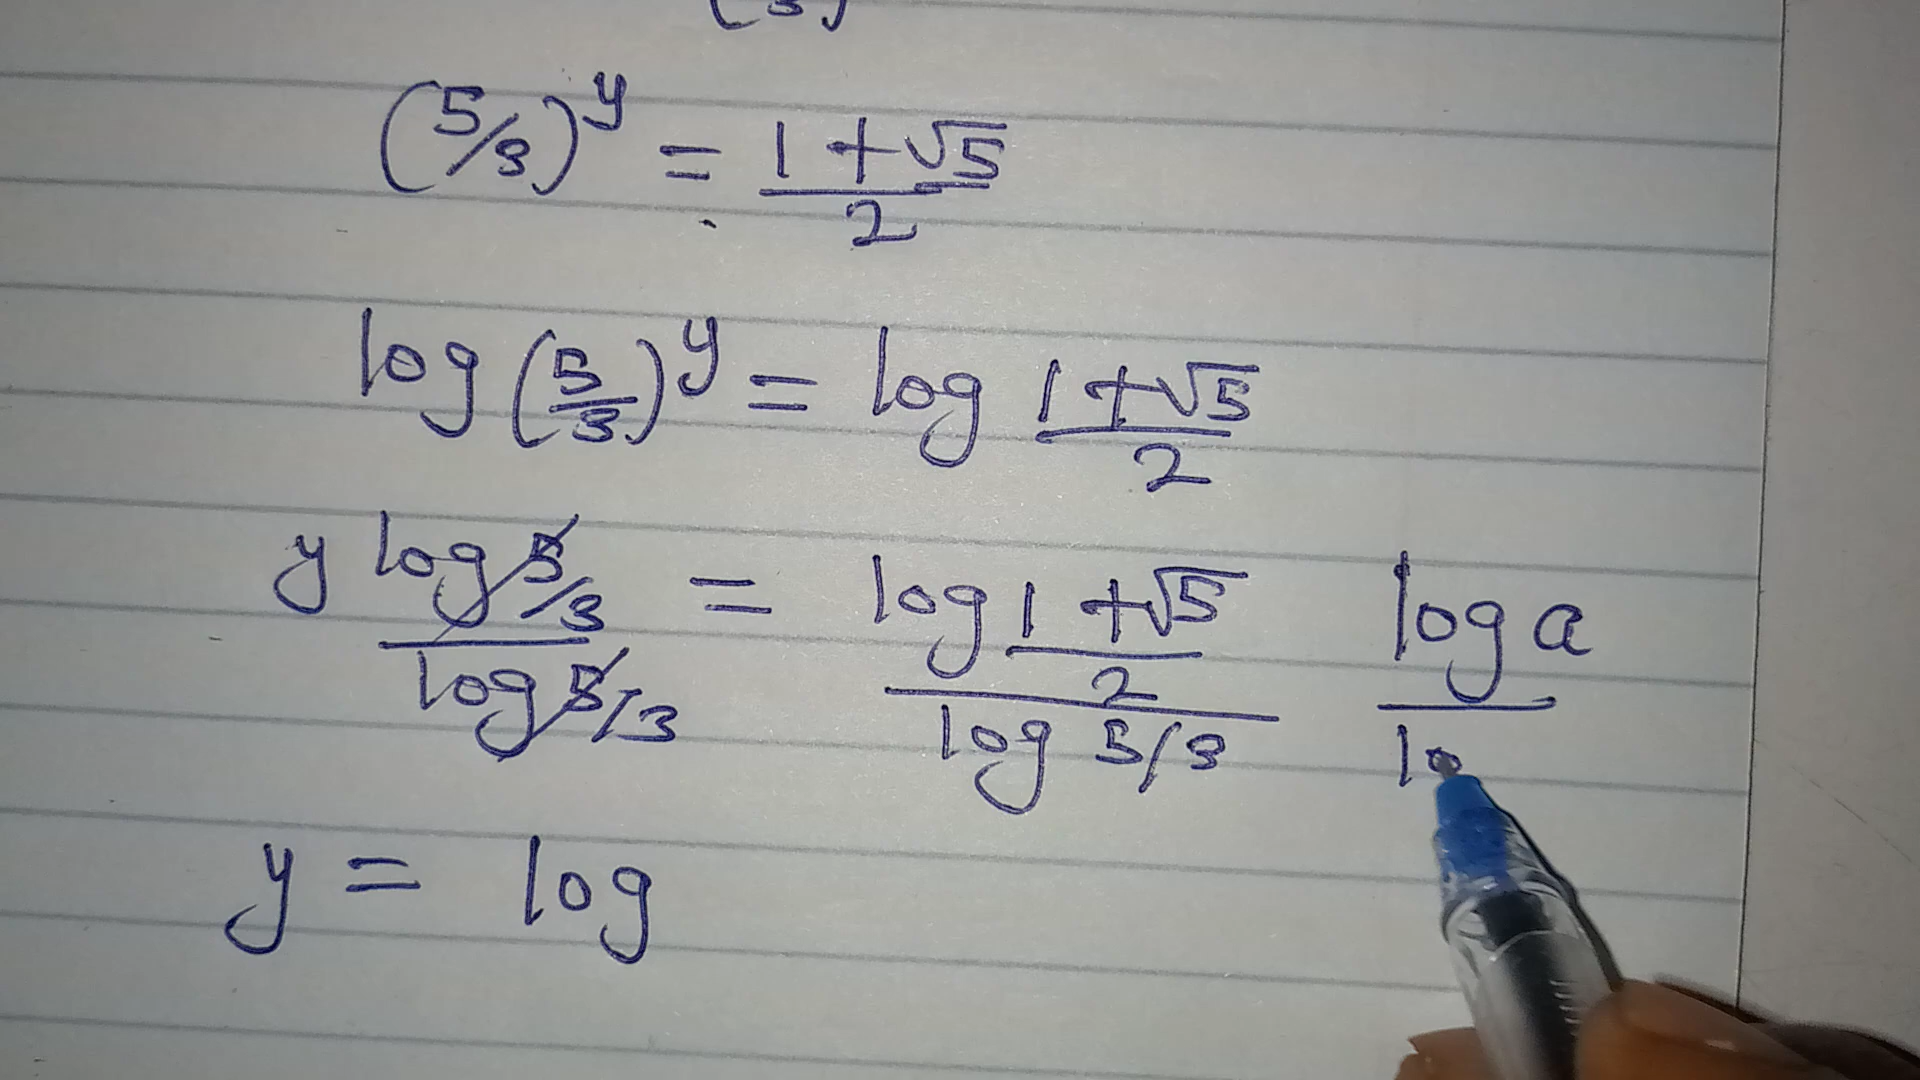 (5/3)^y = (1+√5)/2
log (5/3)^y = log (1+√5)/2
y log 5/3 / log 5/3 = log (1+√5)/2 / log 5/3
log a / lo
y = log